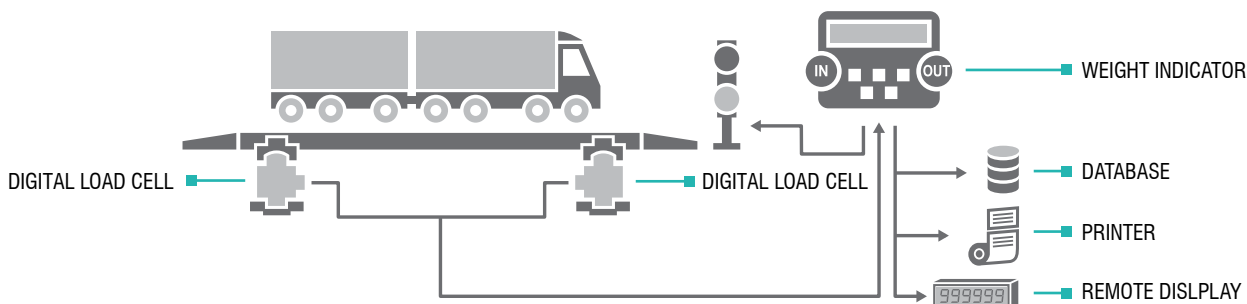 IN
OUT
WEIGHT INDICATOR
DIGITAL LOAD CELL
DIGITAL LOAD CELL
DATABASE
PRINTER
999999
REMOTE DISLPLAY